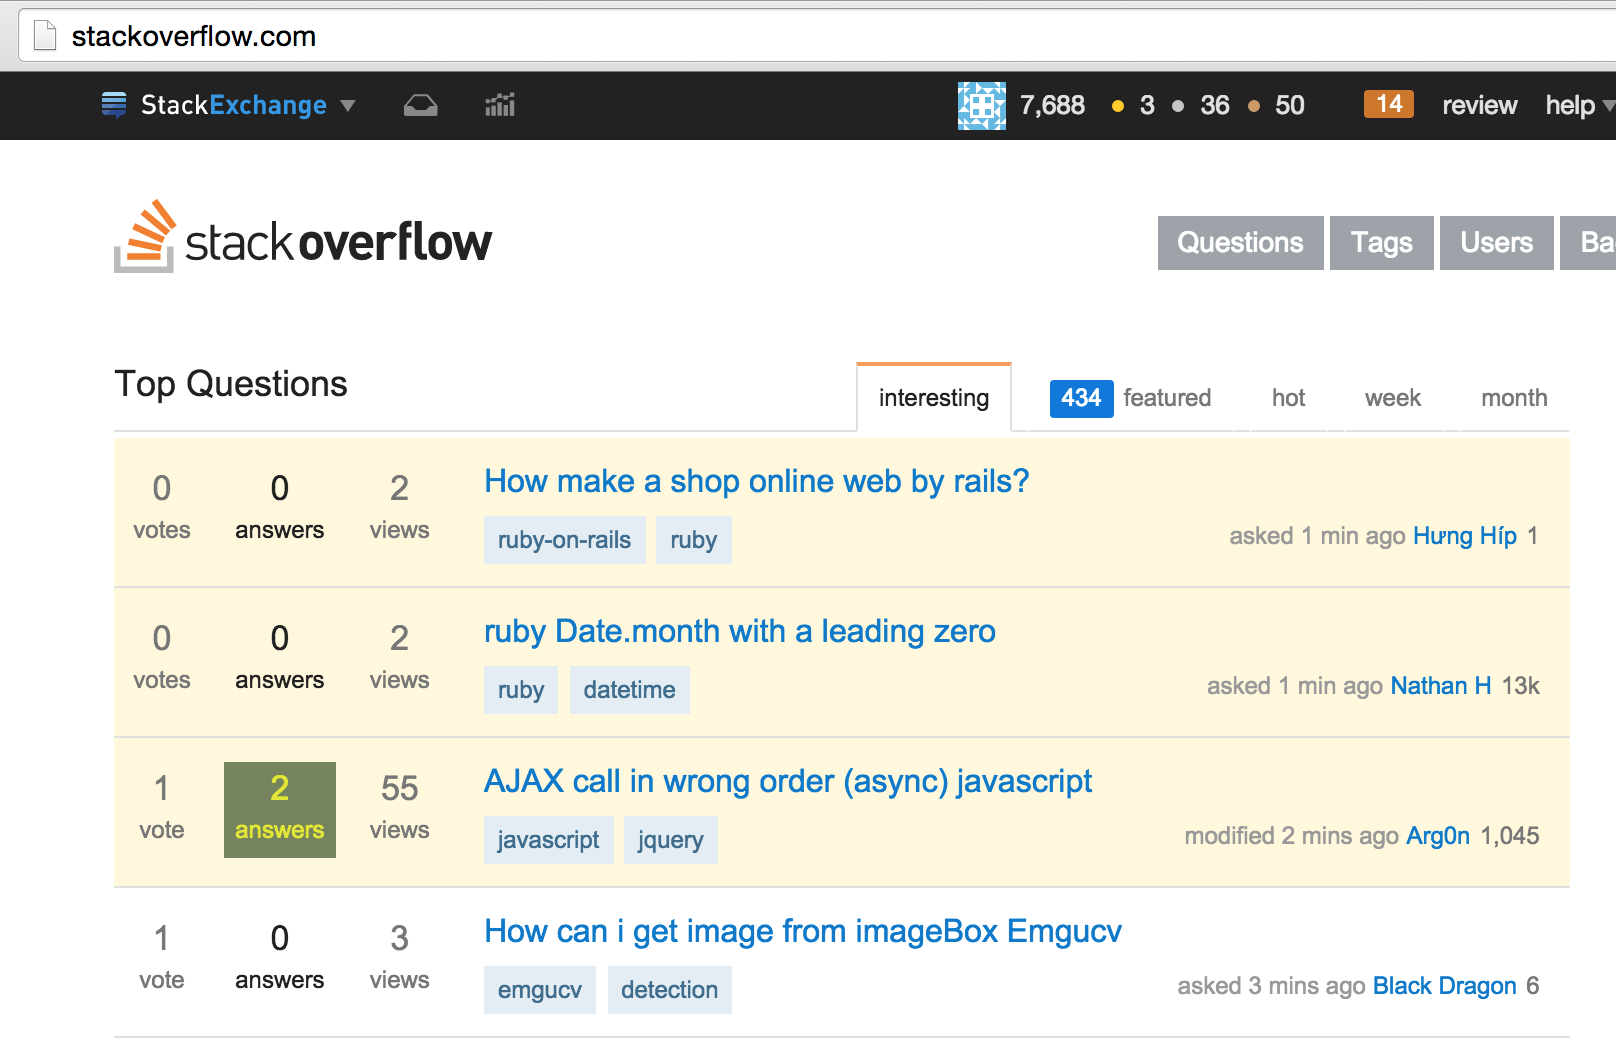 stackoverflow.com
StackExchange 7,688 3 36 50 14 review help
stackoverflow Questions Tags Users Ba
Top Questions interesting 434 featured hot week month
0 votes 0 answers 2 views How make a shop online web by rails?
ruby-on-rails ruby asked 1 min ago Hưng Híp 1
0 votes 0 answers 2 views ruby Date.month with a leading zero
ruby datetime asked 1 min ago Nathan H 13k
1 vote 2 answers 55 views AJAX call in wrong order (async) javascript
javascript jquery modified 2 mins ago Arg0n 1,045
1 vote 0 answers 3 views How can i get image from imageBox Emgucv
emgucv detection asked 3 mins ago Black Dragon 6